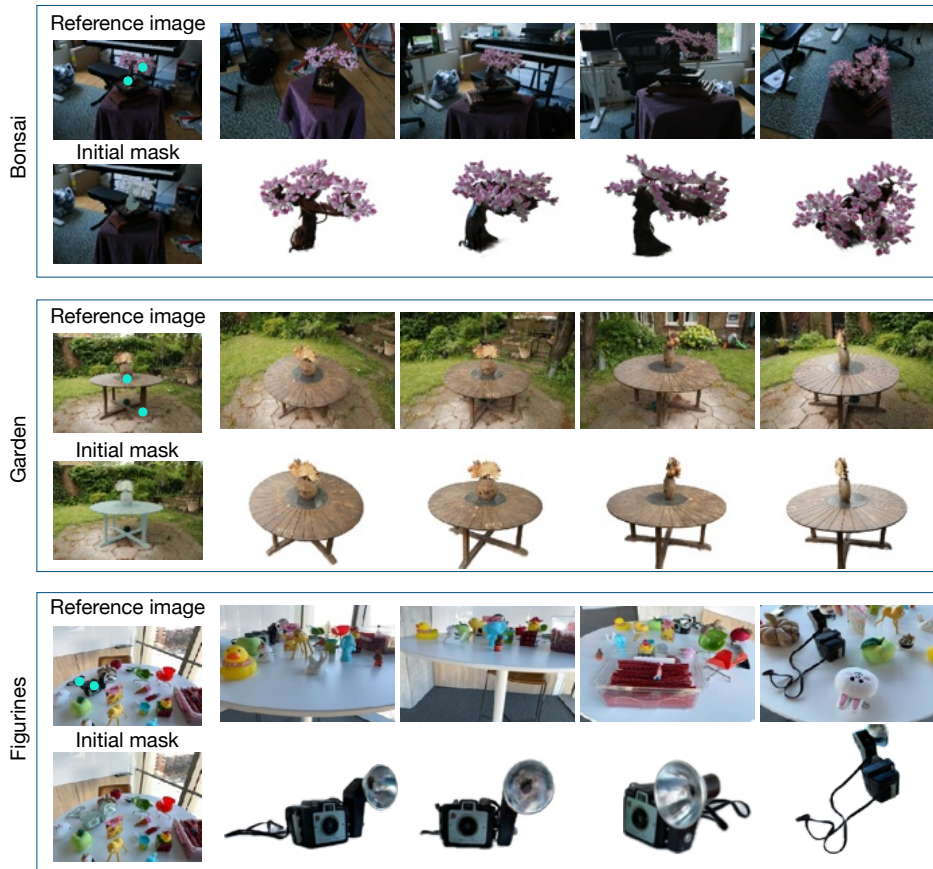 Reference image
Initial mask
Bonsai
Reference image
Initial mask
Garden
Reference image
Initial mask
Figurines